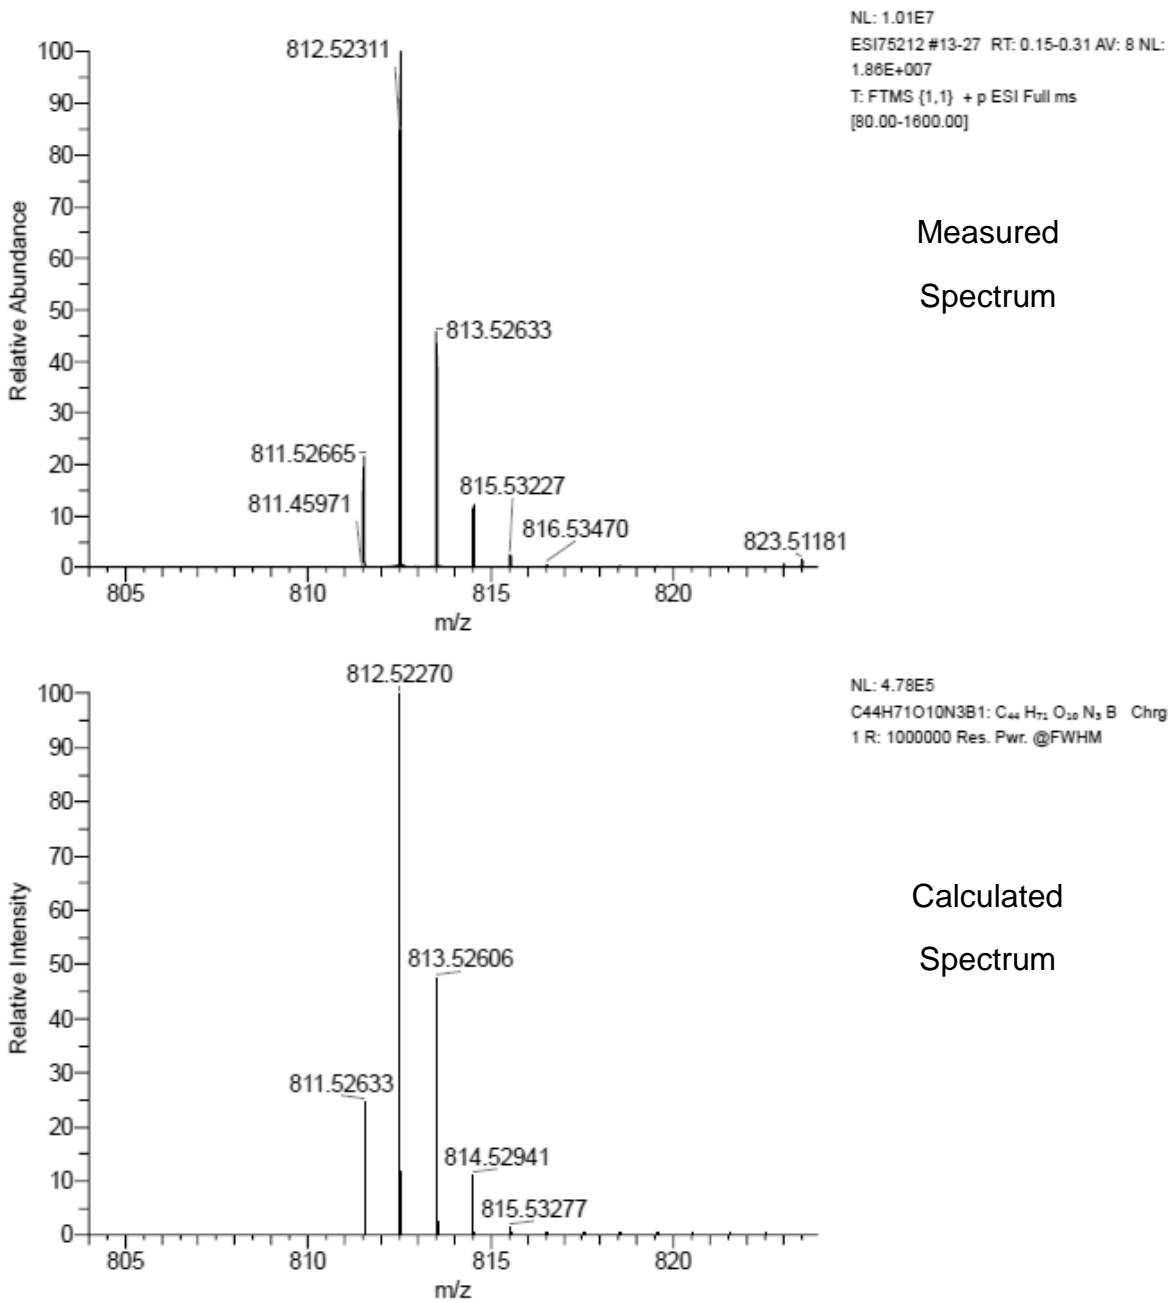 NL: 1.01E7
ESI75212 #13-27 RT: 0.15-0.31 AV: 8 NL:
1.86E+007
T: FTMS {1,1} + p ESI Full ms
[80.00-1600.00]
Measured
Spectrum
Relative Abundance
100
90
80
70
60
50
40
30
20
10
0
812.52311
813.52633
811.52665
811.45971
815.53227
816.53470
823.51181
805
810
815
820
m/z
NL: 4.78E5
C44H71O10N3B1: C₄₄ H₇₁ O₁₀ N₃ B Chrg
1 R: 1000000 Res. Pwr. @FWHM
Calculated
Spectrum
Relative Intensity
100
90
80
70
60
50
40
30
20
10
0
812.52270
813.52606
811.52633
814.52941
815.53277
805
810
815
820
m/z